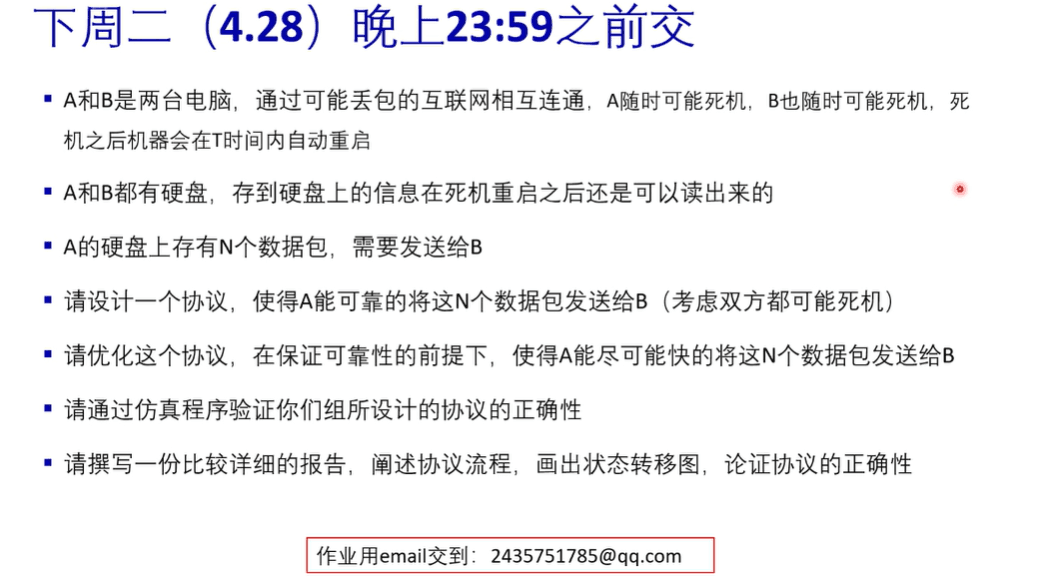 下周二（4.28）晚上23:59之前交
▪ A和B是两台电脑，通过可能丢包的互联网相互连通，A随时可能死机，B也随时可能死机，死
机之后机器会在T时间内自动重启
▪ A和B都有硬盘，存到硬盘上的信息在死机重启之后还是可以读出来的
▪ A的硬盘上存有N个数据包，需要发送给B
▪ 请设计一个协议，使得A能可靠的将这N个数据包发送给B（考虑双方都可能死机）
▪ 请优化这个协议，在保证可靠性的前提下，使得A能尽可能快的将这N个数据包发送给B
▪ 请通过仿真程序验证你们组所设计的协议的正确性
▪ 请撰写一份比较详细的报告，阐述协议流程，画出状态转移图，论证协议的正确性
作业用email交到：2435751785@qq.com